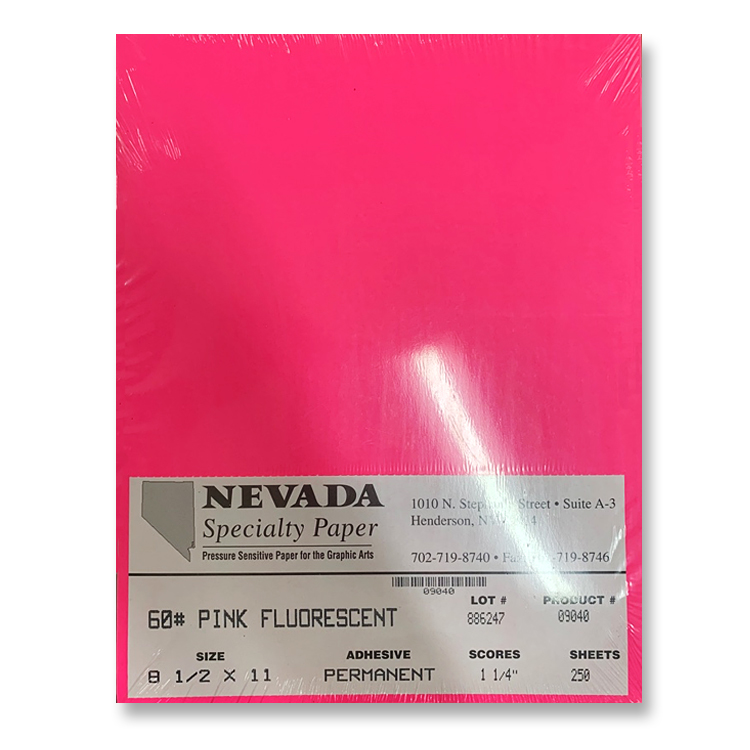 NEVADA
Specialty Paper
Pressure Sensitive Paper for the Graphic Arts
1010 N. Street • Suite A-3
Henderson,
702-719-8740 • 719-8746
09040
60# PINK FLUORESCENT
LOT # PRODUCT #
886247 09040
SIZE ADHESIVE SCORES SHEETS
8 1/2 X 11 PERMANENT 1 1/4" 250